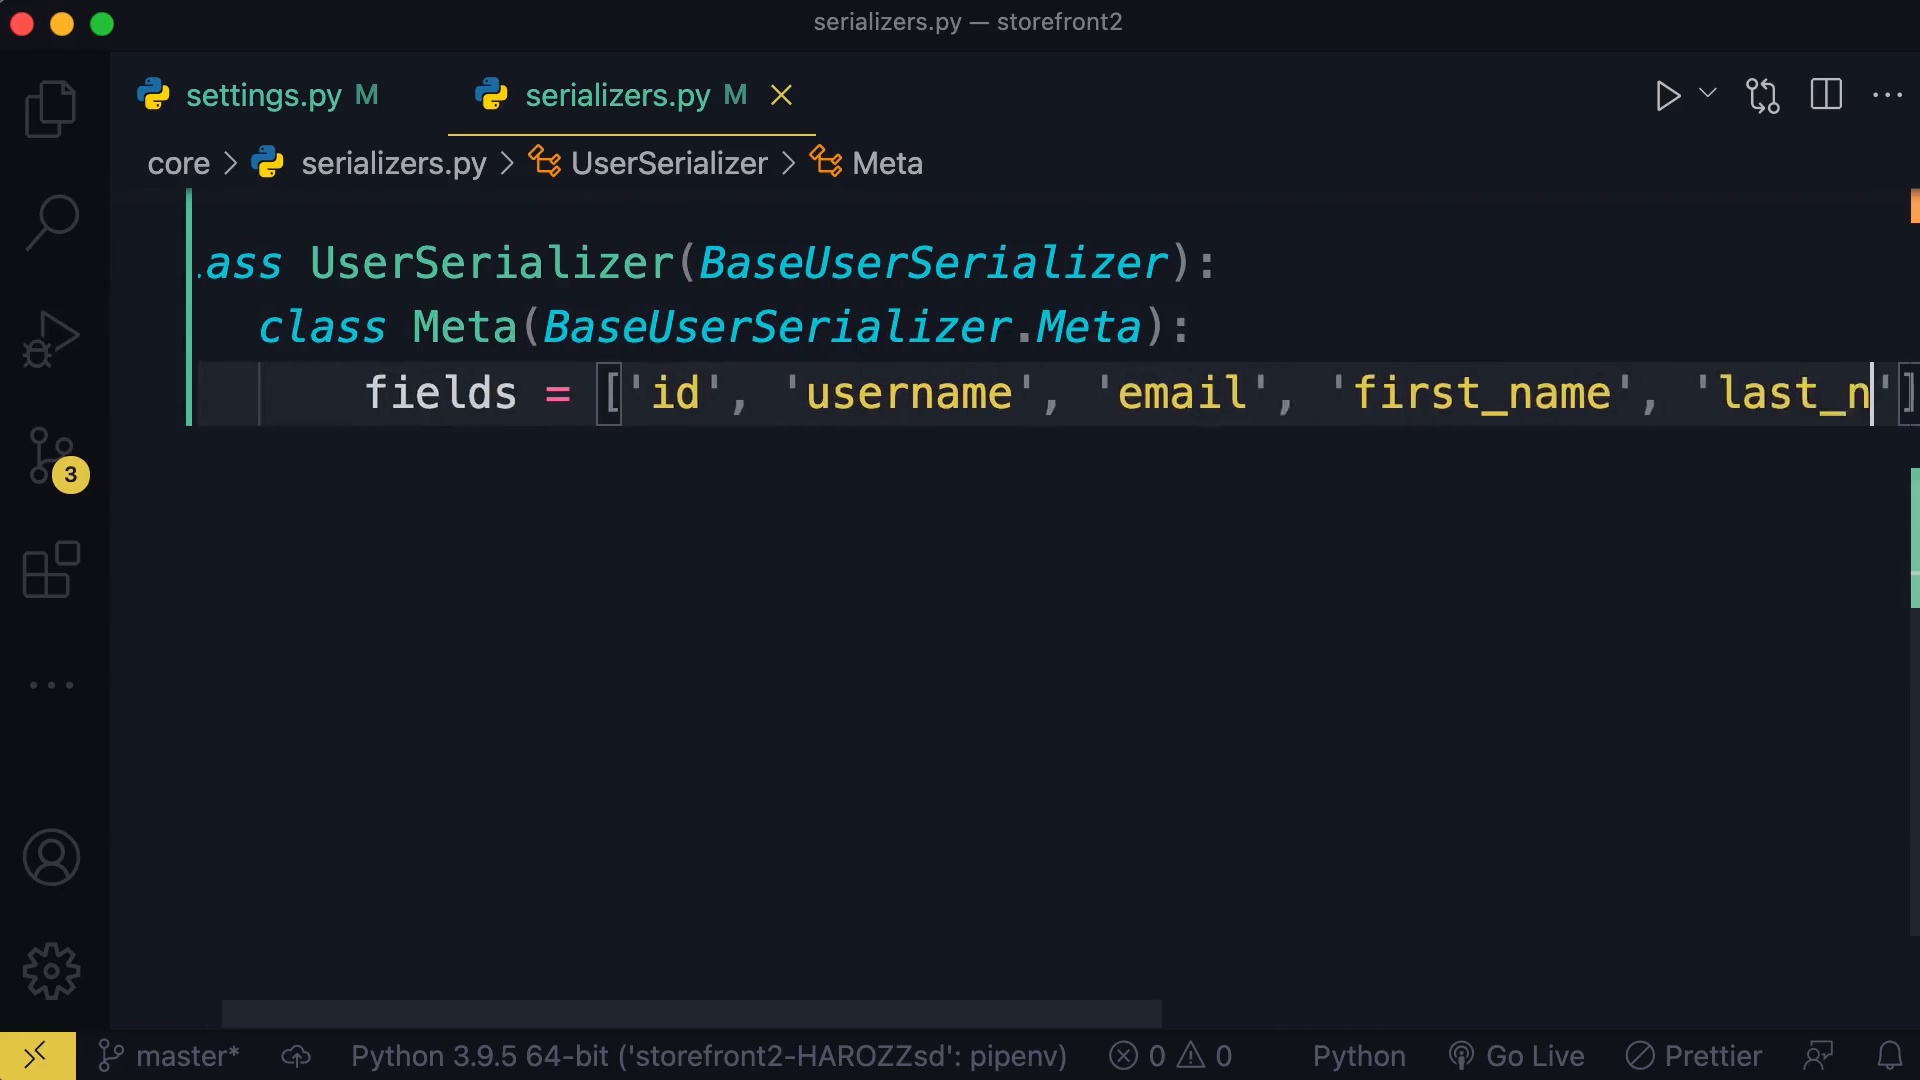 serializers.py — storefront2
settings.py M
serializers.py M
core > serializers.py > UserSerializer > Meta
ass UserSerializer(BaseUserSerializer):
class Meta(BaseUserSerializer.Meta):
fields = ['id', 'username', 'email', 'first_name', 'last_n']
3
master* Python 3.9.5 64-bit ('storefront2-HAROZZsd': pipenv) 0 0 Python Go Live Prettier